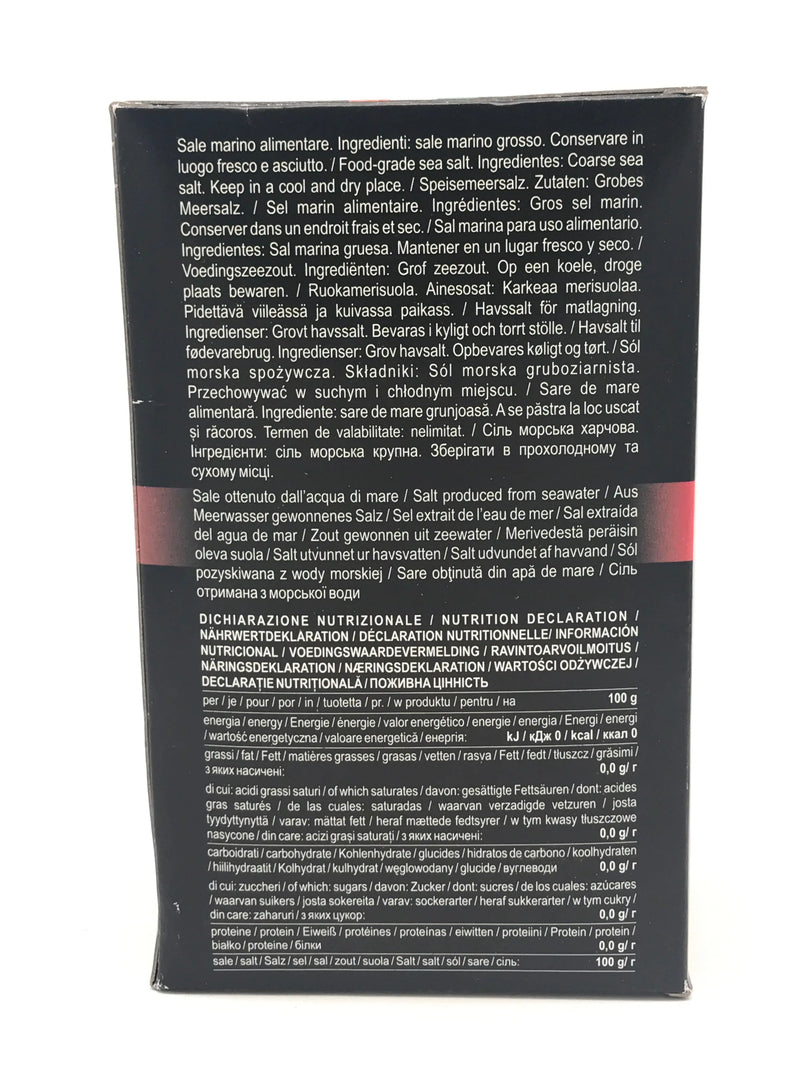 Sale marino alimentare. Ingredienti: sale marino grosso. Conservare in
luogo fresco e asciutto. / Food-grade sea salt. Ingredientes: Coarse sea
salt. Keep in a cool and dry place. / Speisemeersalz. Zutaten: Grobes
Meersalz. / Sel marin alimentaire. Ingrédientes: Gros sel marin.
Conserver dans un endroit frais et sec. / Sal marina para uso alimentario.
Ingredientes: Sal marina gruesa. Mantener en un lugar fresco y seco. /
Voedingszeezout. Ingrediënten: Grof zeezout. Op een koele, droge
plaats bewaren. / Ruokamerisuola. Ainesosat: Karkeaa merisuolaa.
Pidettävä viileässä ja kuivassa paikass. / Havssalt för matlagning.
Ingredienser: Grovt havssalt. Bevaras i kyligt och torrt stölle. / Havsalt til
fødevarebrug. Ingredienser: Grov havsalt. Opbevares køligt og tørt. / Sól
morska spożywcza. Składniki: Sól morska gruboziarnista.
Przechowywać w suchym i chłodnym miejscu. / Sare de mare
alimentară. Ingrediente: sare de mare grunjoasă. A se păstra la loc uscat
și răcoros. Termen de valabilitate: nelimitat. / Сіль морська харчова.
Інгредієнти: сіль морська крупна. Зберігати в прохолодному та
сухому місці.
Sale ottenuto dall'acqua di mare / Salt produced from seawater / Aus
Meerwasser gewonnenes Salz / Sel extrait de l'eau de mer / Sal extraída
del agua de mar / Zout gewonnen uit zeewater / Merivedestä peräisin
oleva suola / Salt utvunnet ur havsvatten / Salt udvundet af havvand / Sól
pozyskiwana z wody morskiej / Sare obţinută din apă de mare / Сіль
отримана з морської води
DICHIARAZIONE NUTRIZIONALE / NUTRITION DECLARATION /
NÄHRWERTDEKLARATION / DÉCLARATION NUTRITIONNELLE/ INFORMACIÓN
NUTRICIONAL / VOEDINGSWAARDEVERMELDING / RAVINTOARVOILMOITUS /
NÄRINGSDEKLARATION / NÆRINGSDEKLARATION / WARTOŚCI ODŻYWCZEJ /
DECLARAȚIE NUTRIȚIONALĂ / ПОЖИВНА ЦІННІСТЬ
per / je / pour / por / in / tuotetta / pr. / w produktu / pentru / на 100 g
energia / energy / Energie / énergie / valor energético / energie / energia / Energi / energi
/ wartość energetyczna / valoare energetică / енергія: kJ / кДж 0 / kcal / ккал 0
grassi / fat / Fett / matières grasses / grasas / vetten / rasva / Fett / fedt / tłuszcz / grăsimi /
з яких насичені: 0,0 g/ г
di cui: acidi grassi saturi / of which saturates / davon: gesättigte Fettsäuren / dont: acides
gras saturés / de las cuales: saturadas / waarvan verzadigde vetzuren / josta
tyydyttynyttä / varav: mättat fett / heraf mættede fedtsyrer / w tym kwasy tłuszczowe
nasycone / din care: acizi grași saturați / з яких насичені: 0,0 g/ г
carboidrati / carbohydrate / Kohlenhydrate / glucides / hidratos de carbono / koolhydraten
/ hiilihydraatit / Kolhydrat / kulhydrat / węglowodany / glucide / вуглеводи 0,0 g/ г
di cui: zuccheri / of which: sugars / davon: Zucker / dont: sucres / de los cuales: azúcares
/ waarvan suikers / josta sokereita / varav: sockerarter / heraf sukkerarter / w tym cukry /
din care: zaharuri / з яких цукор: 0,0 g/ г
proteine / protein / Eiweiß / protéines / proteínas / eiwitten / proteiini / Protein / protein /
białko / proteine / білки 0,0 g/ г
sale / salt / Salz / sel / sal / zout / suola / Salt / salt / sól / sare / сіль: 100 g/ г